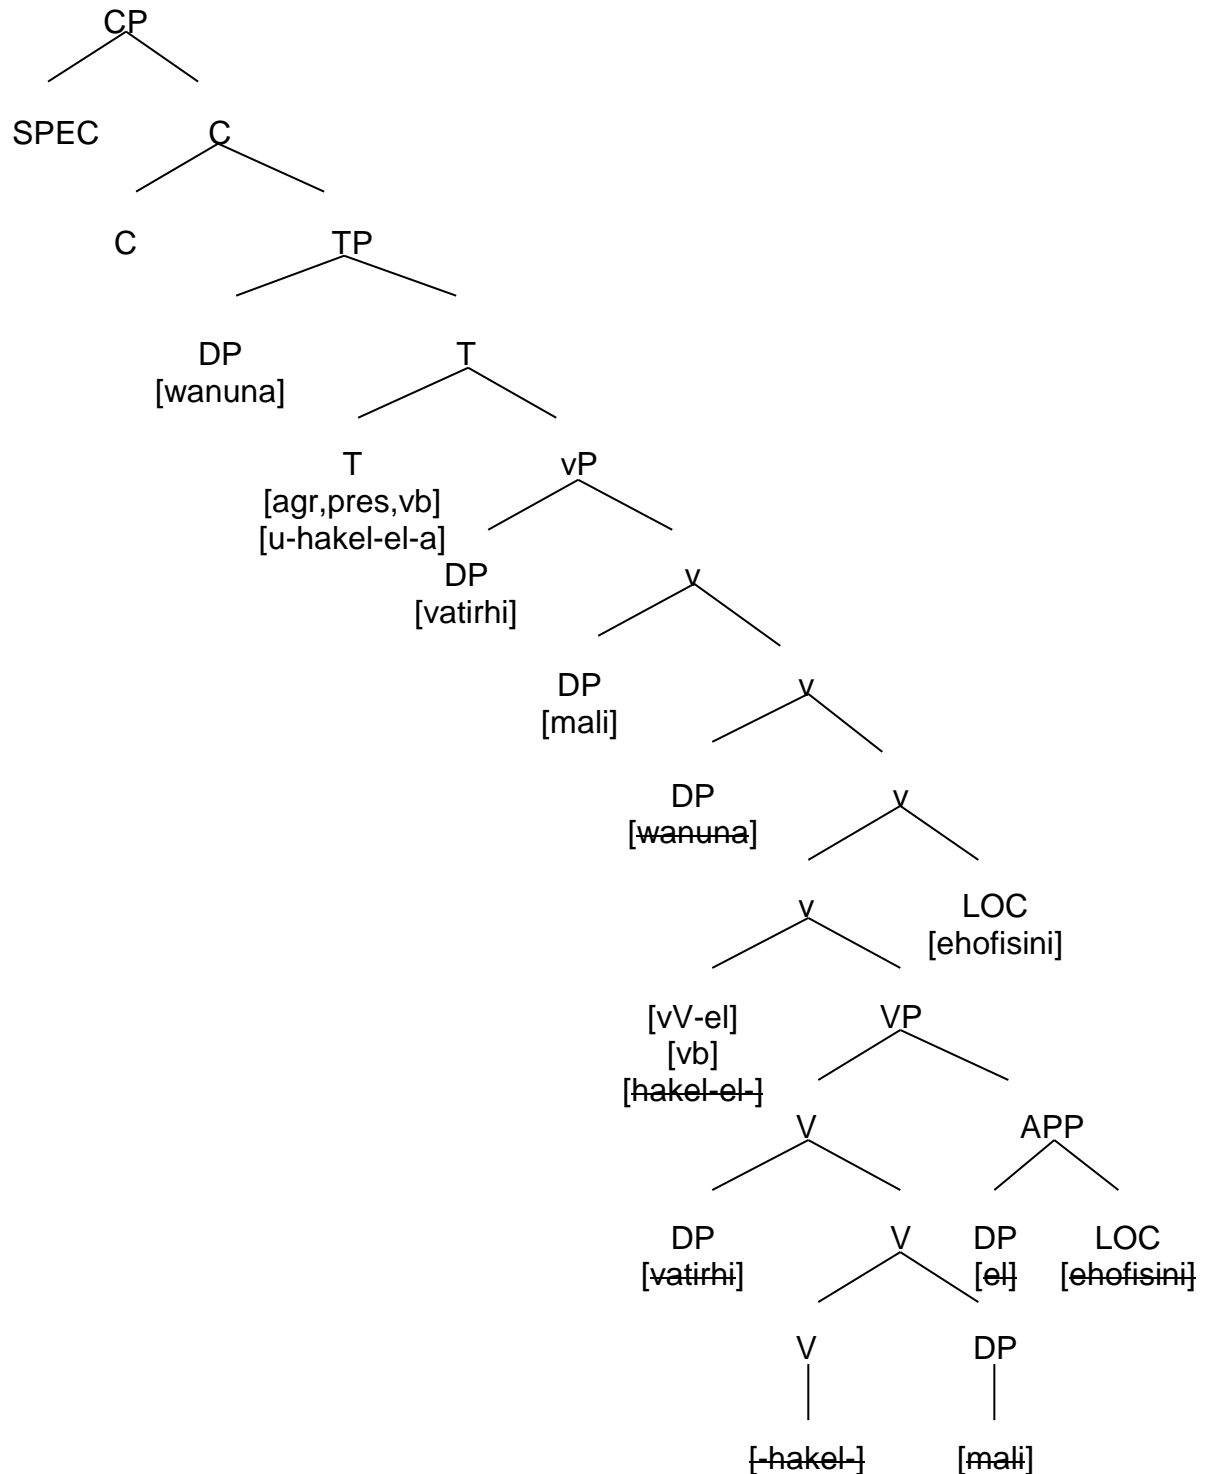 CP
SPEC C
C TP
DP T
[wanuna]
T vP
[agr,pres,vb]
[u-hakel-el-a]
DP v
[vatirhi]
DP v
[mali]
DP v
[wanuna]
v LOC
[ehofisini]
[vV-el] VP
[vb]
[hakel-el-]
V APP
DP V DP LOC
[vatirhi] [el] [ehofisini]
V DP
[-hakel-] [mali]